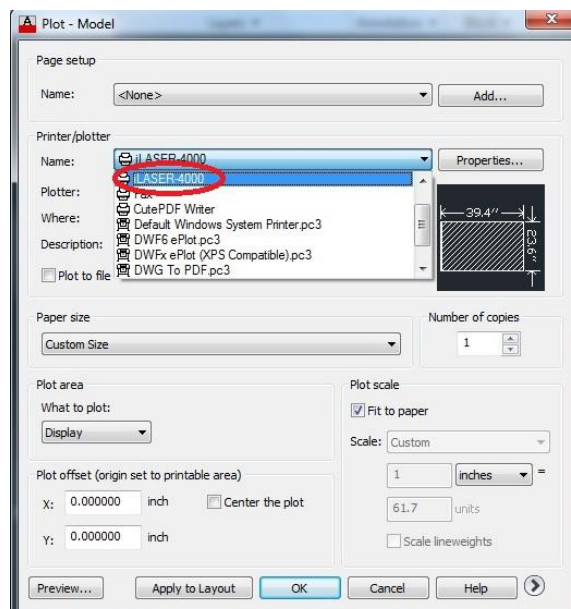 Plot - Model
Page setup
Name: <None> Add...
Printer/plotter
Name: iLASER-4000 Properties...
iLASER-4000
Plotter: Fax
CutePDF Writer
Where: Default Windows System Printer.pc3
DWF6 ePlot.pc3
Description: DWFx ePlot (XPS Compatible).pc3
Plot to file DWG To PDF.pc3
39.4''
23.6''
Paper size
Custom Size
Number of copies
1
Plot area
What to plot:
Display
Plot scale
Fit to paper
Scale: Custom
1 inches =
61.7 units
Scale lineweights
Plot offset (origin set to printable area)
X: 0.000000 inch Center the plot
Y: 0.000000 inch
Preview... Apply to Layout OK Cancel Help